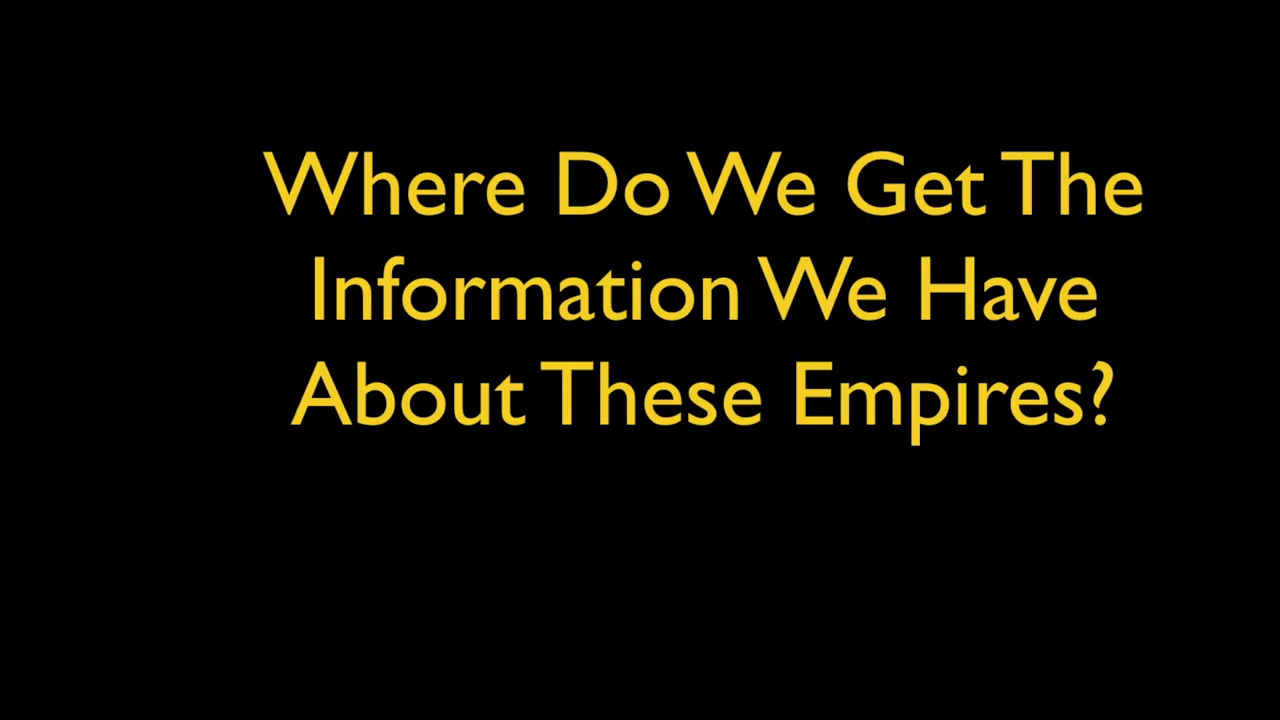 Where Do We Get The
Information We Have
About These Empires?